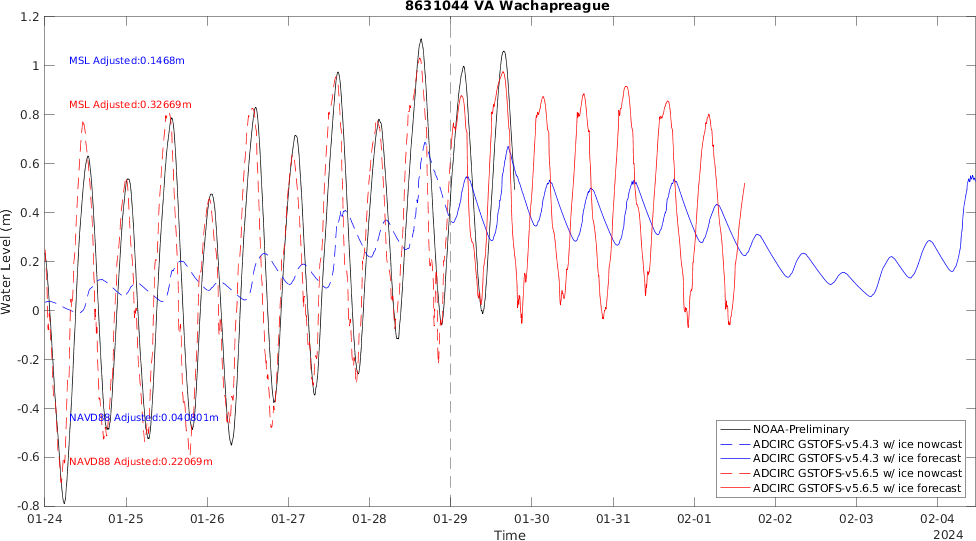 8631044 VA Wachapreague
1.2
1
0.8
0.6
0.4
0.2
0
-0.2
-0.4
-0.6
-0.8
Water Level (m)
MSL Adjusted:0.1468m
MSL Adjusted:0.32669m
NAVD88 Adjusted:0.040801m
NAVD88 Adjusted:0.22069m
NOAA-Preliminary
ADCIRC GSTOFS-v5.4.3 w/ ice nowcast
ADCIRC GSTOFS-v5.4.3 w/ ice forecast
ADCIRC GSTOFS-v5.6.5 w/ ice nowcast
ADCIRC GSTOFS-v5.6.5 w/ ice forecast
01-24 01-25 01-26 01-27 01-28 01-29 01-30 01-31 02-01 02-02 02-03 02-04
2024
Time